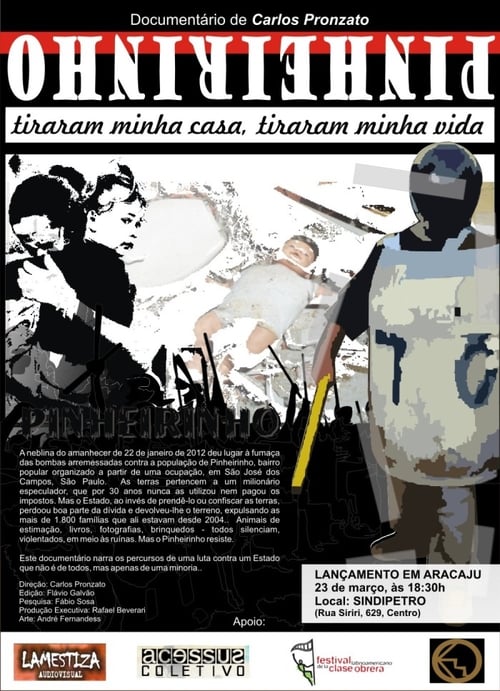 Documentário de Carlos Pronzato
PINHEIRINHO
tiraram minha casa, tiraram minha vida
TC
PINHEIRINHO
A neblina do amanhecer de 22 de janeiro de 2012 deu lugar à fumaça
das bombas arremessadas contra a população de Pinheirinho, bairro
popular organizado a partir de uma ocupação, em São José dos
Campos, São Paulo. As terras pertencem a um milionário
especulador, que por 30 anos nunca as utilizou nem pagou os
impostos. Mas o Estado, ao invés de prendê-lo ou confiscar as terras,
perdoou boa parte da dívida e devolveu-lhe o terreno, expulsando as
mais de 1.800 famílias que ali estavam desde 2004.. Animais de
estimação, livros, fotografias, brinquedos - todos silenciam,
violentados, em meio às ruínas. Mas o Pinheirinho resiste.
Este documentário narra os percursos de uma luta contra um Estado
que não é de todos, mas apenas de uma minoria..
Direção: Carlos Pronzato
Edição: Flávio Galvão
Pesquisa: Fábio Sosa
Produção Executiva: Rafael Beverari
Arte: André Fernandess
LANÇAMENTO EM ARACAJU
23 de março, às 18:30h
Local: SINDIPETRO
(Rua Siriri, 629, Centro)
Apoio:
LAMESTIZA
AUDIOVISUAL
acessus
COLETIVO
festival
latinoamericano
de la clase obrera